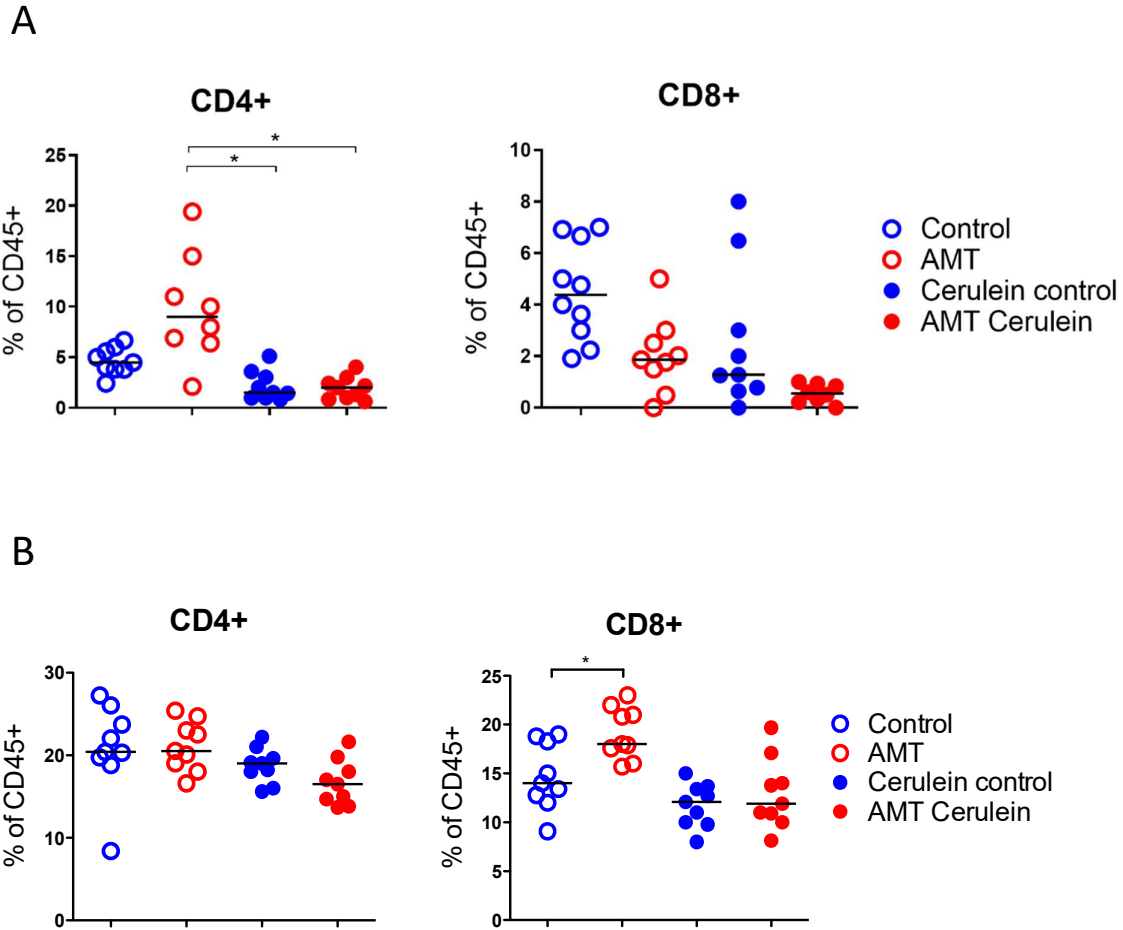 A
CD4+
CD8+
*
*
25
20
15
10
5
0
% of CD45+
10
8
6
4
2
0
% of CD45+
Control
AMT
Cerulein control
AMT Cerulein
B
CD4+
CD8+
30
20
10
0
% of CD45+
*
25
20
15
10
5
0
% of CD45+
Control
AMT
Cerulein control
AMT Cerulein